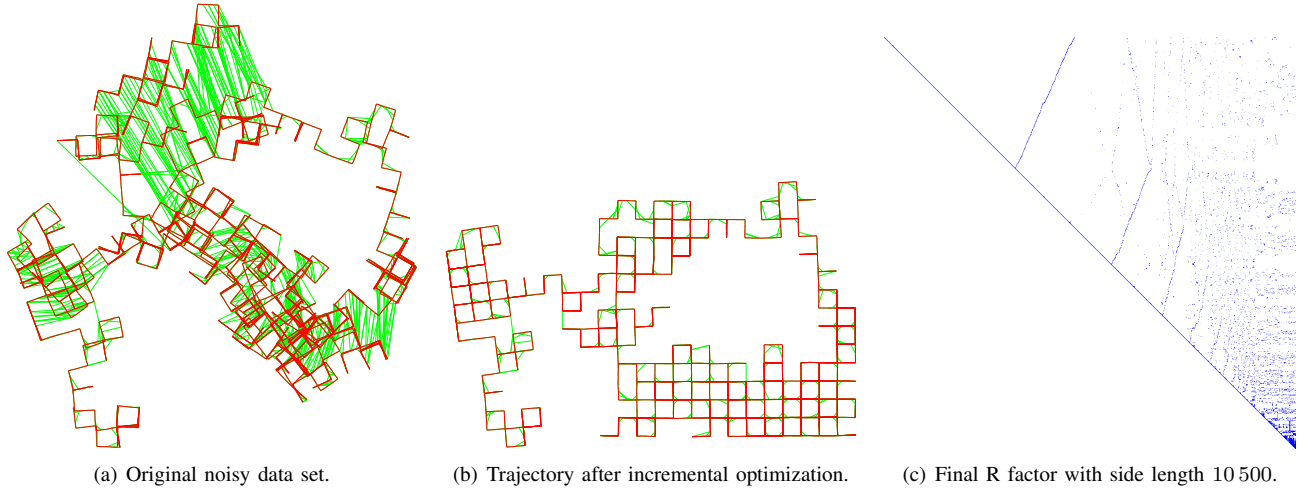 (a) Original noisy data set.
(b) Trajectory after incremental optimization.
(c) Final R factor with side length 10 500.